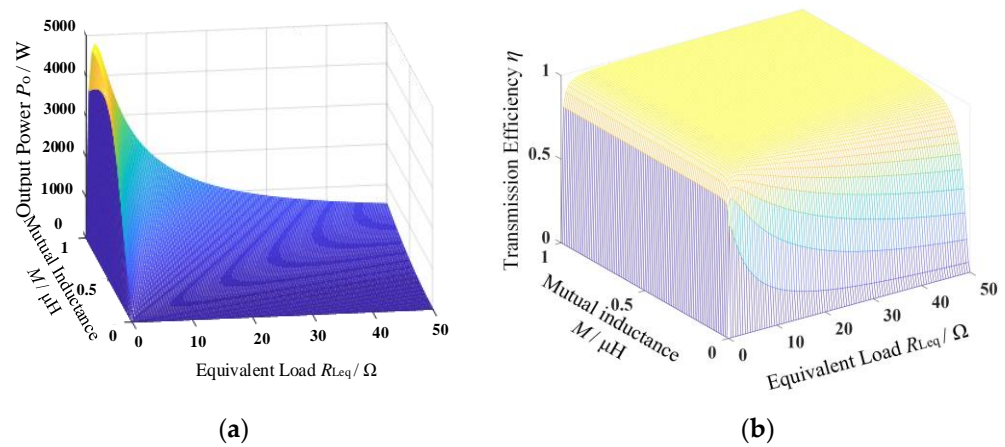 5000
4000
3000
2000
1000
0
Output Power PO / W
1
0.5
0
Mutual Inductance
M / μH
0
10
20
30
40
50
Equivalent Load RLeq / Ω
(a)
1
0.5
0
Transmission Efficiency η
1
0.5
0
Mutual inductance
M / μH
0
10
20
30
40
50
Equivalent Load RLeq / Ω
(b)